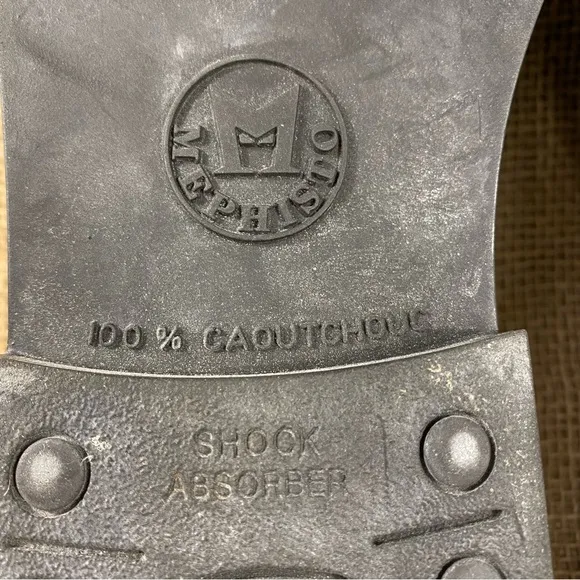 M
MEPHISTO
100 % CAOUTCHOUC
SHOCK
ABSORBER